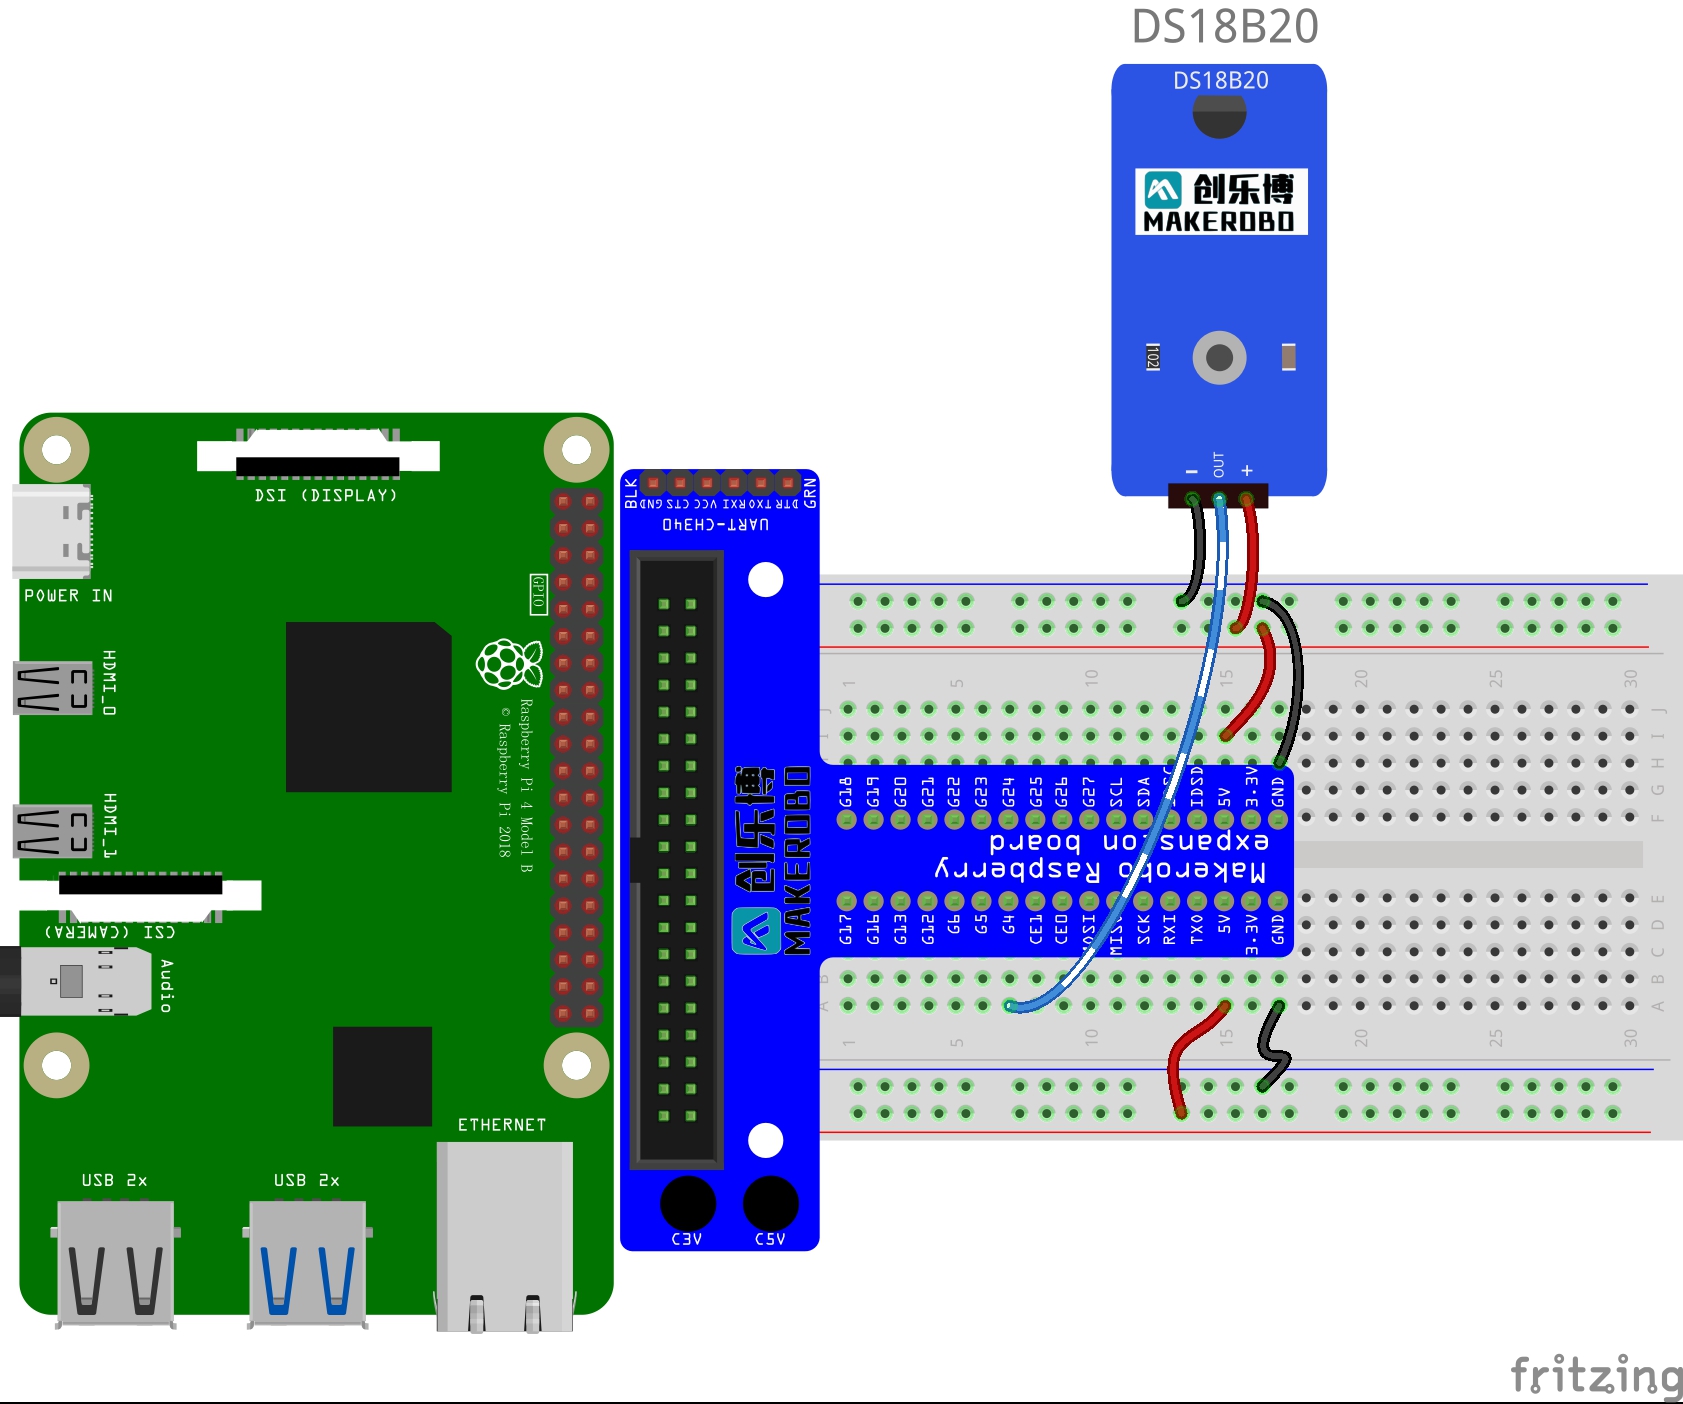 DS18B20
DS18B20
创乐博
MAKEROBO
102
- OUT +
DSI (DISPLAY)
POWER IN
HDMI_0
HDMI_1
GPIO
Raspberry Pi 4 Model B
© Raspberry Pi 2018
CSI (CAMERA)
Audio
ETHERNET
USB 2x
USB 2x
BLK
GRN
GND CTS VCC RXI TXO DTR
UART-CH340
创乐博
MAKEROBO
C3V
C5V
1 5 10 15 20 25 30
J
I
H
G
F
G18 G19 G20 G21 G22 G23 G24 G25 G26 G27 SCL SDA IDSD 5V 3.3V GND
Makerobo Raspberry
expansion board
G17 G16 G13 G12 G6 G5 G4 CE1 CE0 SCK RXI TXO 5V 3.3V GND
E
D
C
B
A
1 5 10 15 20 25 30
fritzing